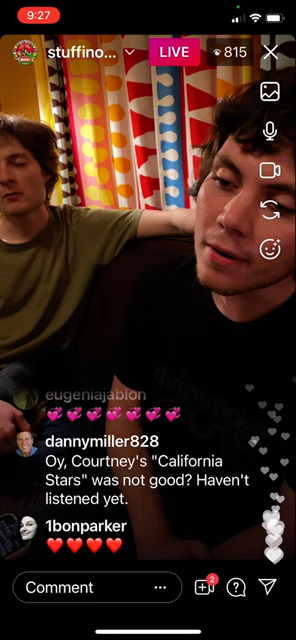 9:27
stuffino...
LIVE
815
eugeniajablon
dannymiller828
Oy, Courtney's "California
Stars" was not good? Haven't
listened yet.
1bonparker
Comment
2